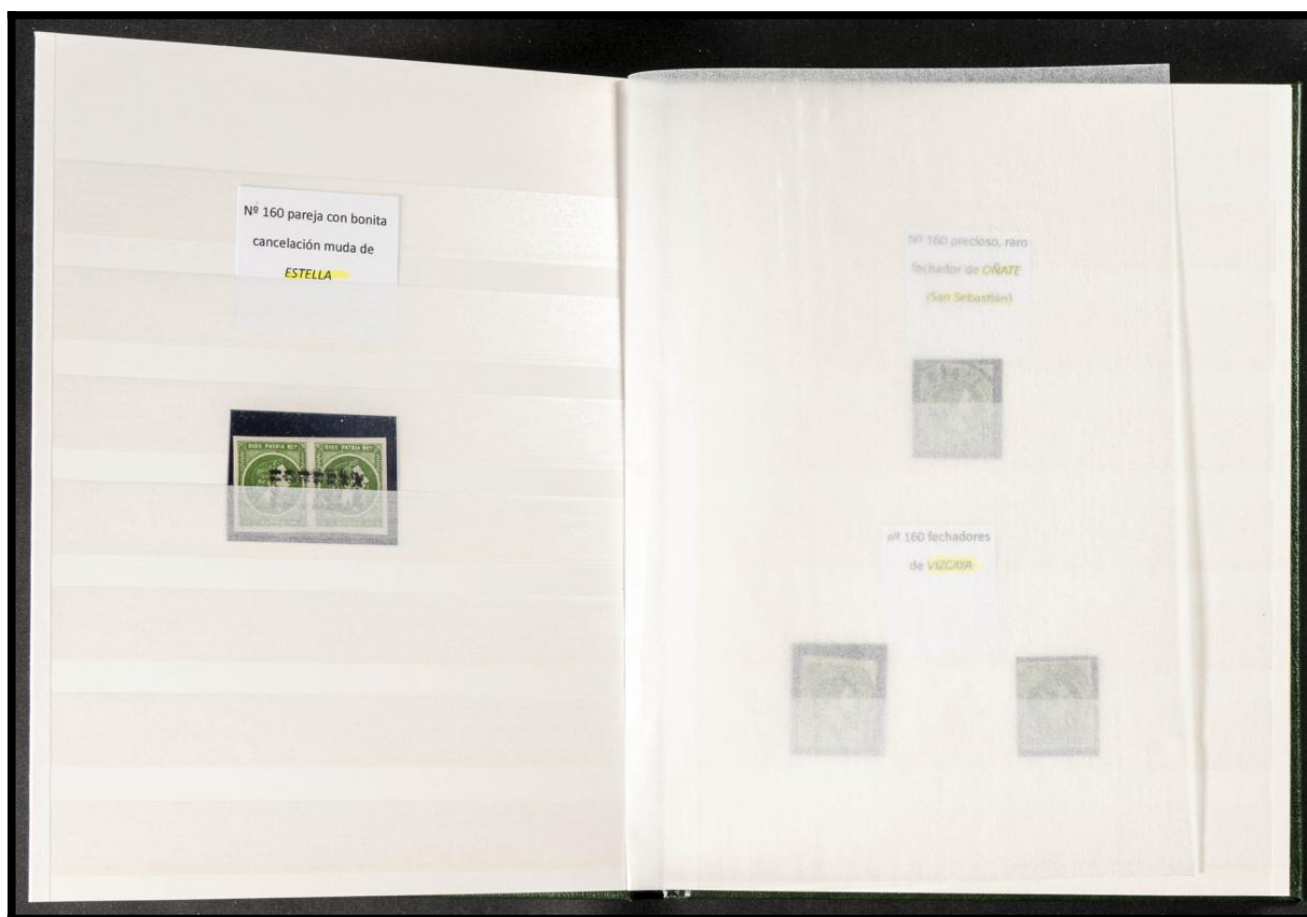 Nº 160 pareja con bonita
cancelación muda de
ESTELLA
DIOS PATRIA REY
DIOS PATRIA REY
Nº 160 precioso, raro
fechador de OÑATE
(San Sebastián)
nº 160 fechadores
de VIZCAYA